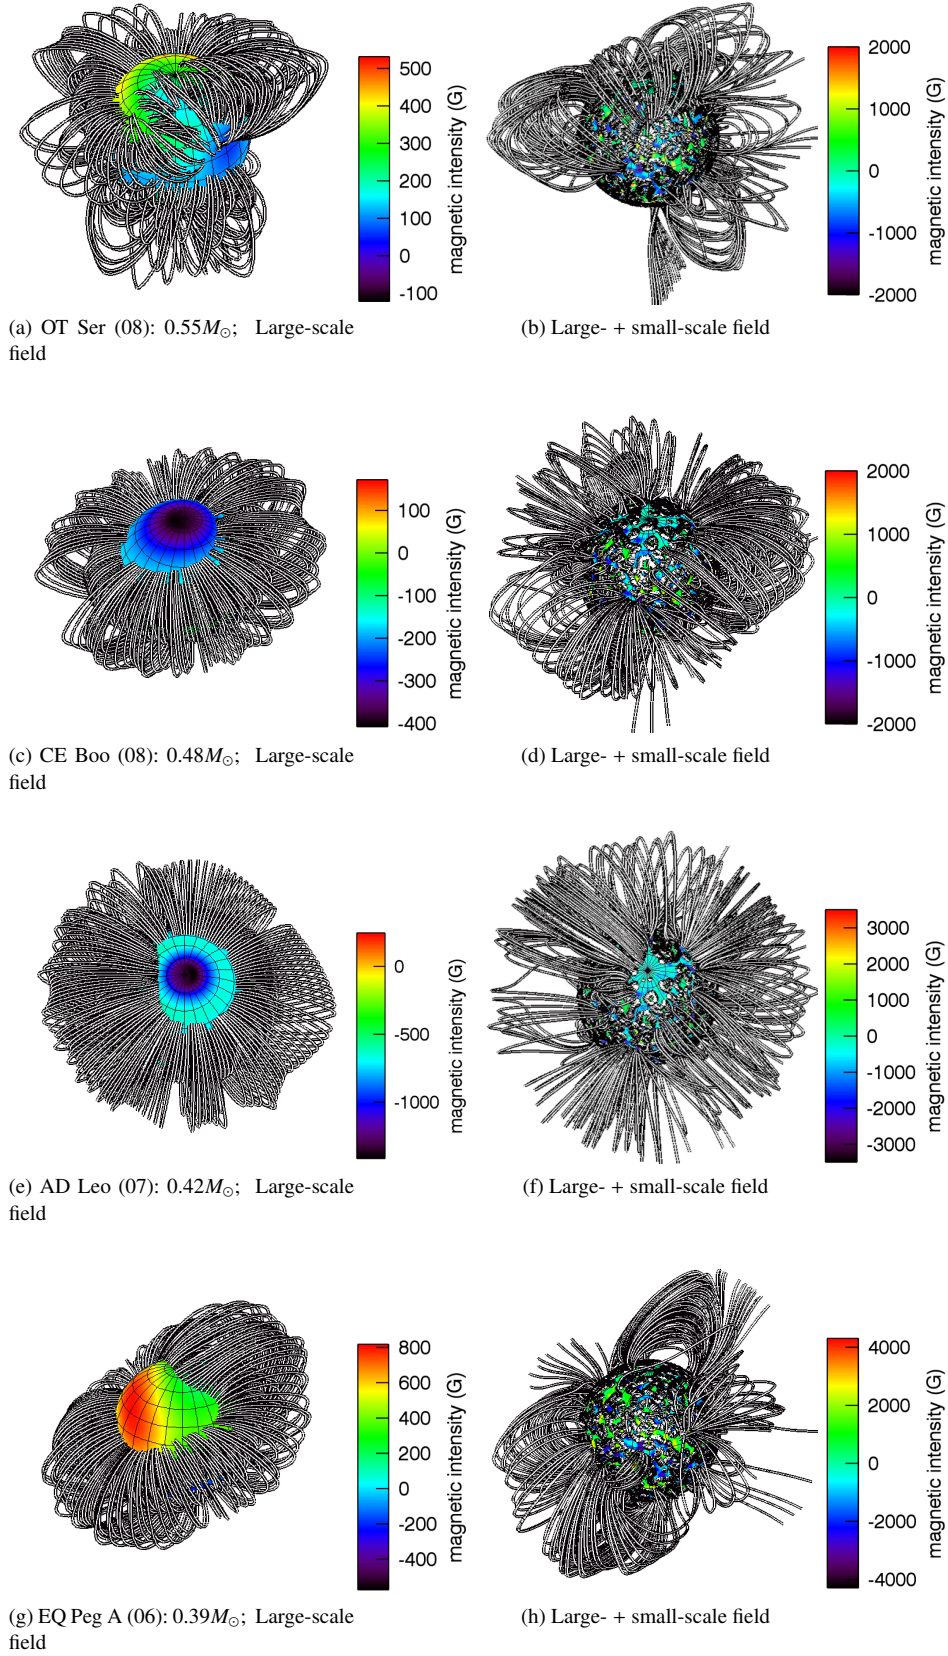 500
400
300
200
100
0
-100
magnetic intensity (G)
2000
1000
0
-1000
-2000
magnetic intensity (G)
(a) OT Ser (08): 0.55M☉; Large-scale
field
(b) Large- + small-scale field
100
0
-100
-200
-300
-400
magnetic intensity (G)
2000
1000
0
-1000
-2000
magnetic intensity (G)
(c) CE Boo (08): 0.48M☉; Large-scale
field
(d) Large- + small-scale field
0
-500
-1000
magnetic intensity (G)
3000
2000
1000
0
-1000
-2000
-3000
magnetic intensity (G)
(e) AD Leo (07): 0.42M☉; Large-scale
field
(f) Large- + small-scale field
800
600
400
200
0
-200
-400
magnetic intensity (G)
4000
2000
0
-2000
-4000
magnetic intensity (G)
(g) EQ Peg A (06): 0.39M☉; Large-scale
field
(h) Large- + small-scale field